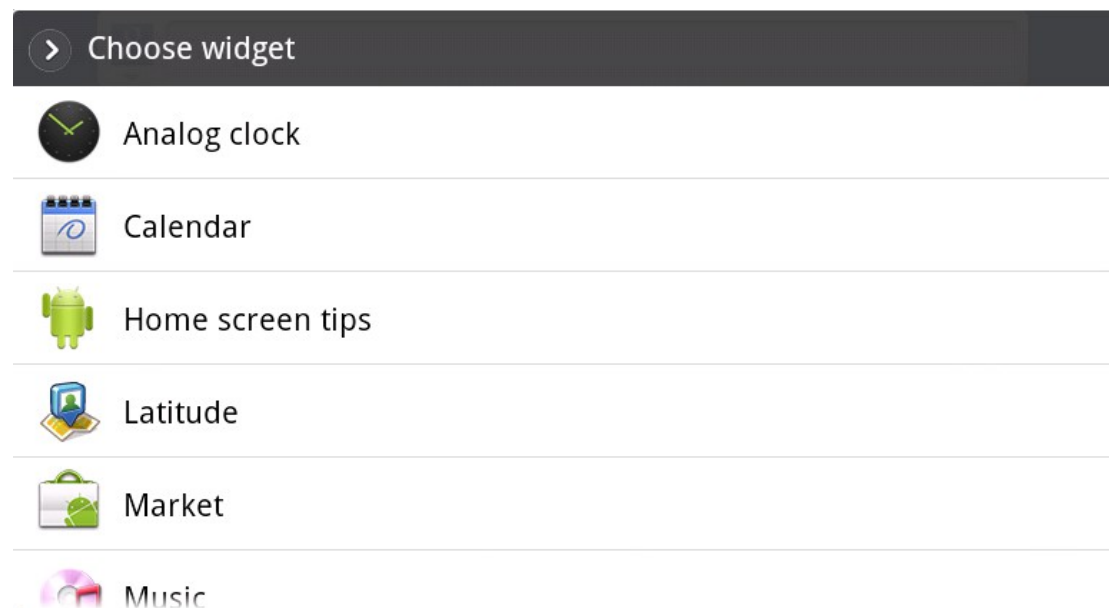 Choose widget
Analog clock
Calendar
Home screen tips
Latitude
Market
Music